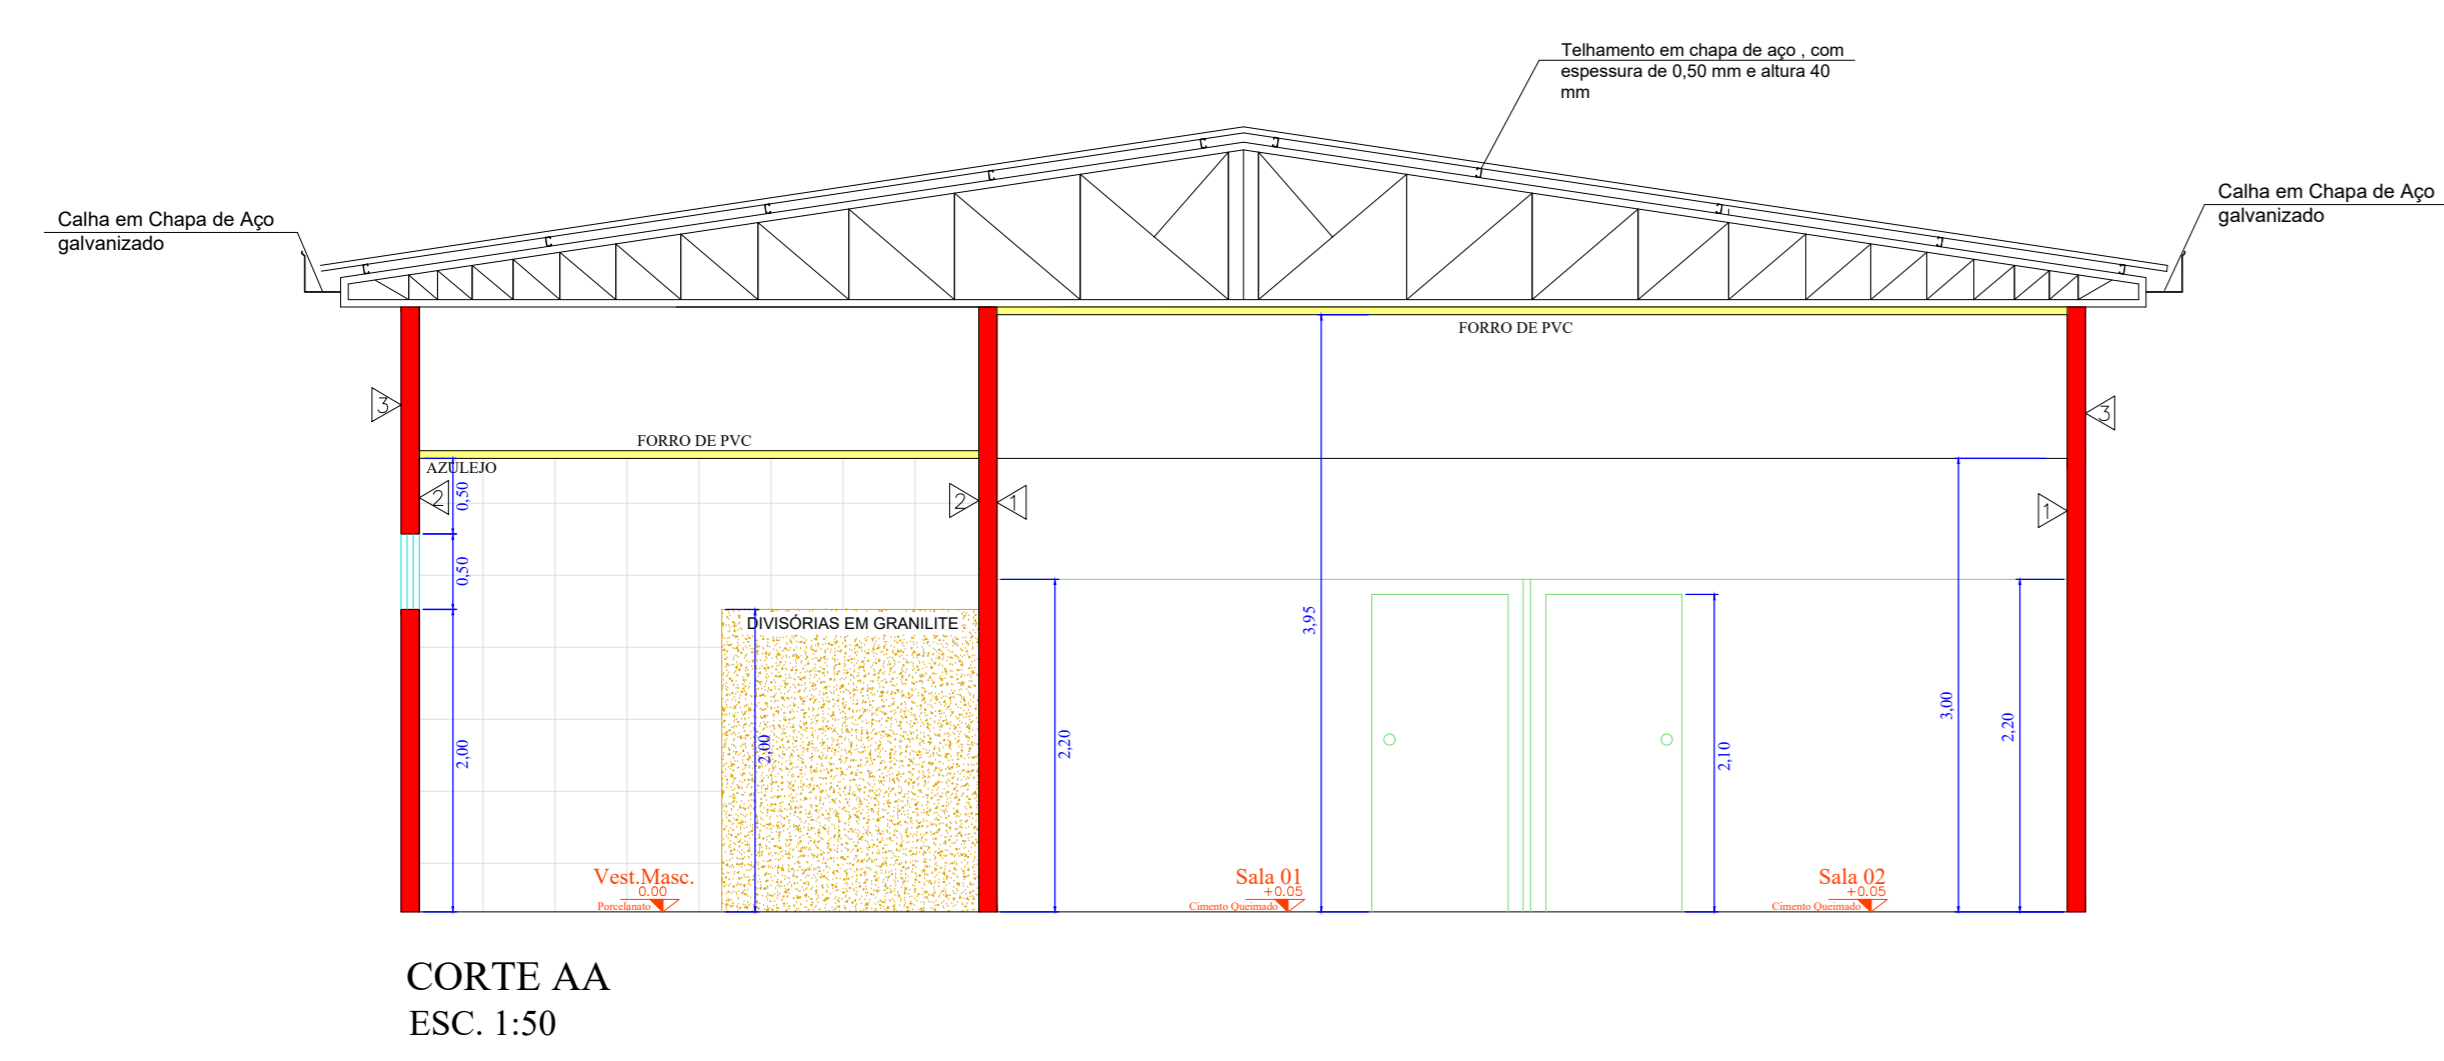 Telhamento em chapa de aço , com
espessura de 0,50 mm e altura 40
mm
Calha em Chapa de Aço
galvanizado
Calha em Chapa de Aço
galvanizado
FORRO DE PVC
3
3
FORRO DE PVC
AZULEJO
2
0,50
2
1
1
0,50
DIVISÓRIAS EM GRANILITE
3,95
2,00
2,00
2,20
2,10
3,00
2,20
Vest.Masc.
0.00
Porcelanato
Sala 01
+0.05
Cimento Queimado
Sala 02
+0.05
Cimento Queimado
CORTE AA
ESC. 1:50